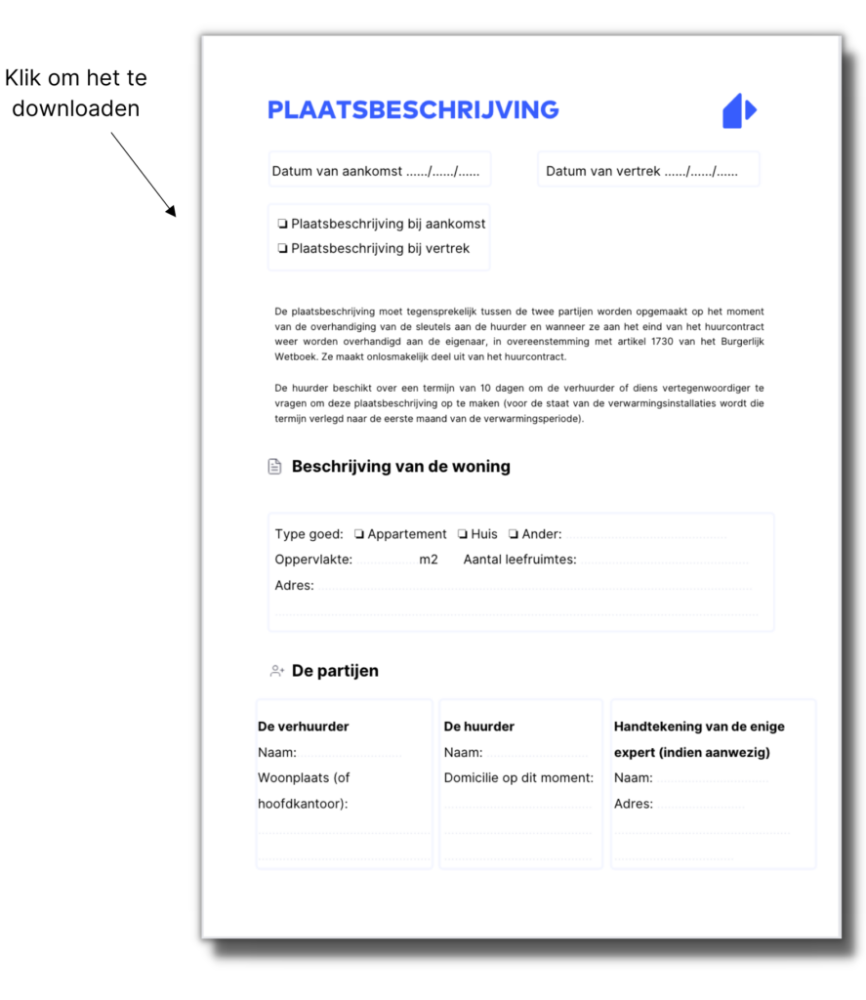 Klik om het te
downloaden
PLAATSBESCHRIJVING
Datum van aankomst ....../....../......
Datum van vertrek ....../....../......
❏ Plaatsbeschrijving bij aankomst
❏ Plaatsbeschrijving bij vertrek
De plaatsbeschrijving moet tegensprekelijk tussen de twee partijen worden opgemaakt op het moment
van de overhandiging van de sleutels aan de huurder en wanneer ze aan het eind van het huurcontract
weer worden overhandigd aan de eigenaar, in overeenstemming met artikel 1730 van het Burgerlijk
Wetboek. Ze maakt onlosmakelijk deel uit van het huurcontract.
De huurder beschikt over een termijn van 10 dagen om de verhuurder of diens vertegenwoordiger te
vragen om deze plaatsbeschrijving op te maken (voor de staat van de verwarmingsinstallaties wordt die
termijn verlegd naar de eerste maand van de verwarmingsperiode).
Beschrijving van de woning
Type goed: ❏ Appartement ❏ Huis ❏ Ander:
Oppervlakte: m2 Aantal leefruimtes:
Adres:
De partijen
De verhuurder
Naam:
Woonplaats (of
hoofdkantoor):
De huurder
Naam:
Domicilie op dit moment:
Handtekening van de enige
expert (indien aanwezig)
Naam:
Adres: